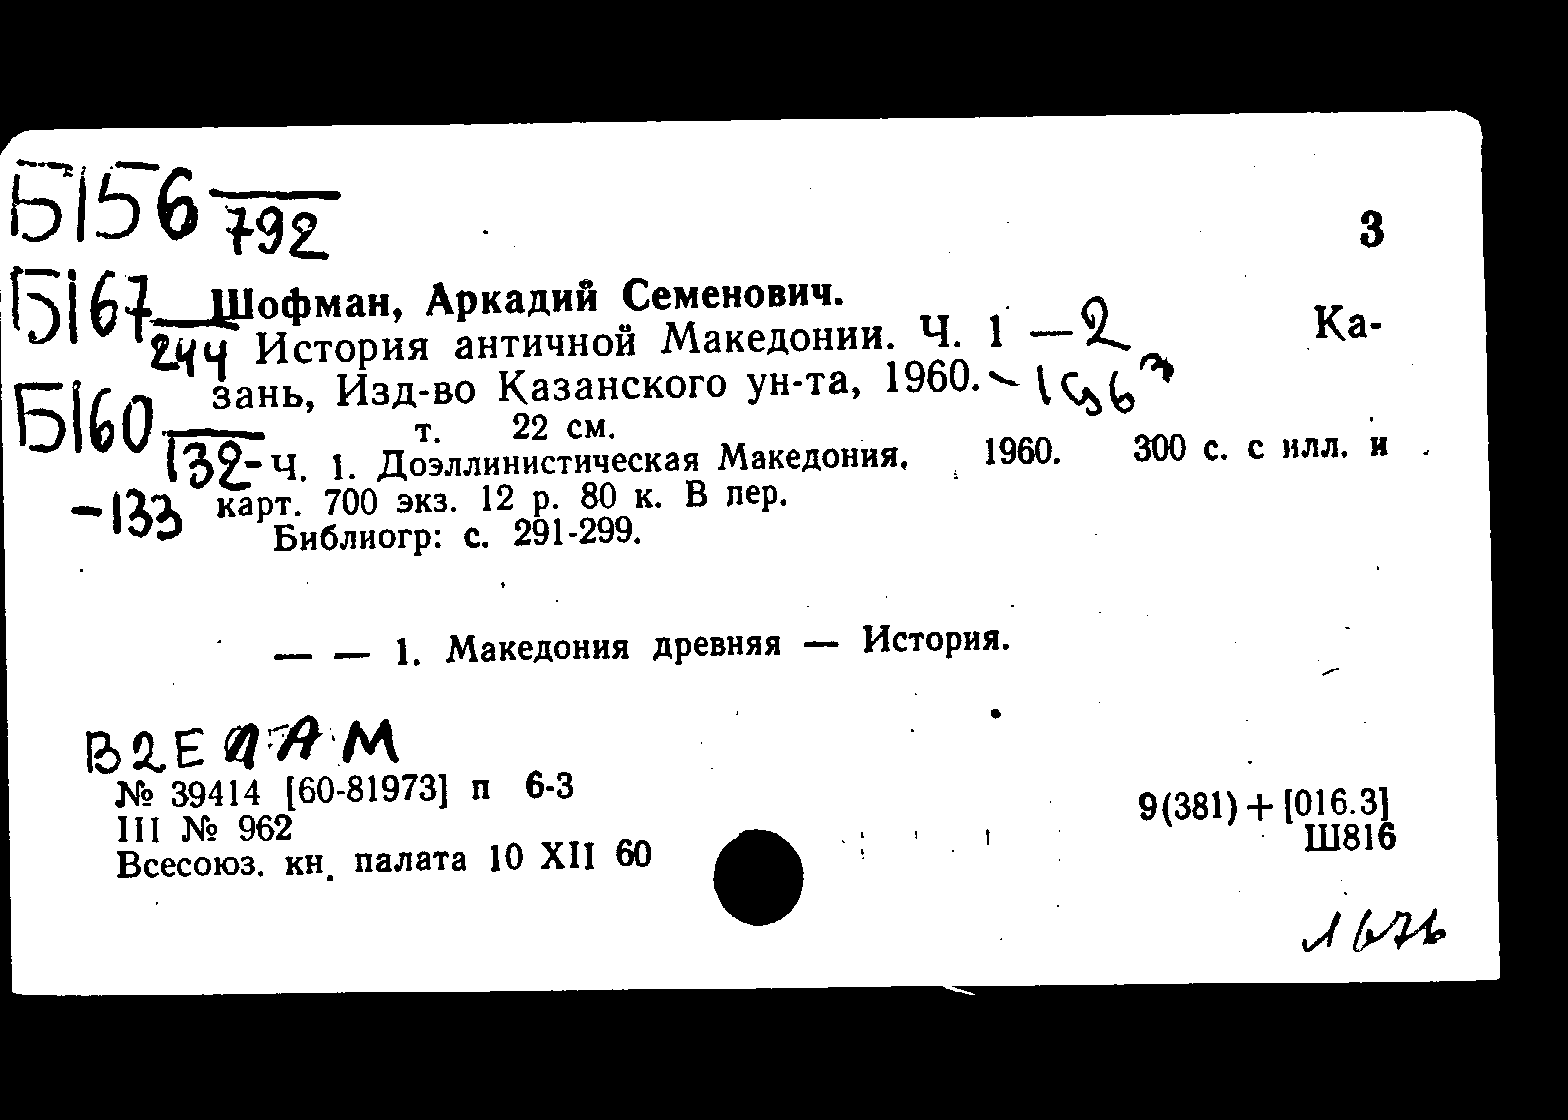 Б156
792
3
Б167
244
Шофман, Аркадий Семенович.
История античной Македонии. Ч. 1 — 2 Ка-
зань, Изд-во Казанского ун-та, 1960. - 1963
Б160
132-
-133
т. 22 см.
Ч. 1. Доэллинистическая Македония, 1960. 300 с. с илл. и
карт. 700 экз. 12 р. 80 к. В пер.
Библиогр: с. 291-299.
— — 1. Македония древняя — История.
№ 39414 [60-81973] п 6-3
III № 962
Всесоюз. кн. палата 10 XII 60
9(381) + [016.3]
Ш816